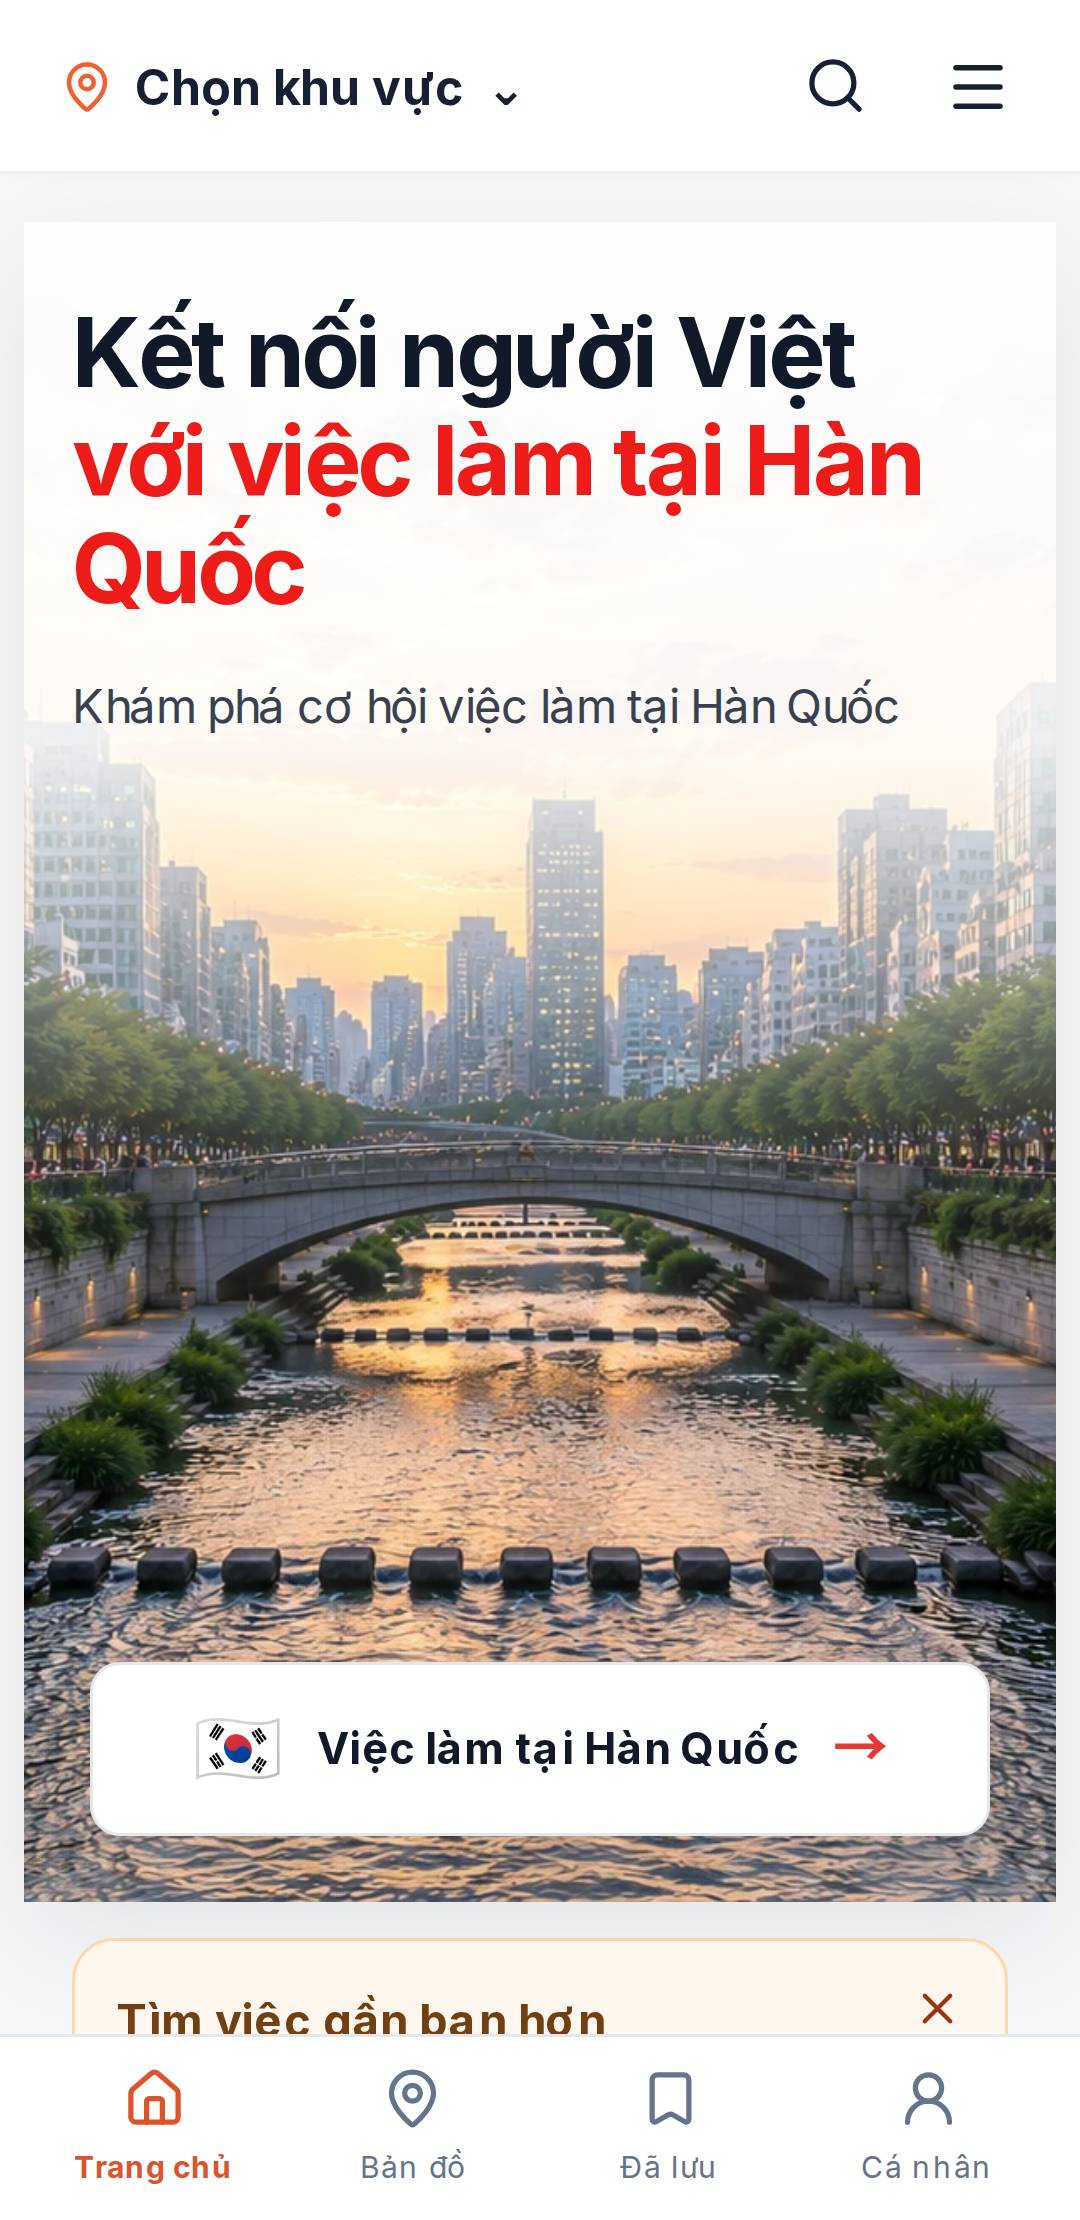 Chọn khu vực
Kết nối người Việt
với việc làm tại Hàn
Quốc
Khám phá cơ hội việc làm tại Hàn Quốc
Việc làm tại Hàn Quốc →
Tìm việc gần bạn hơn
Trang chủ
Bản đồ
Đã lưu
Cá nhân